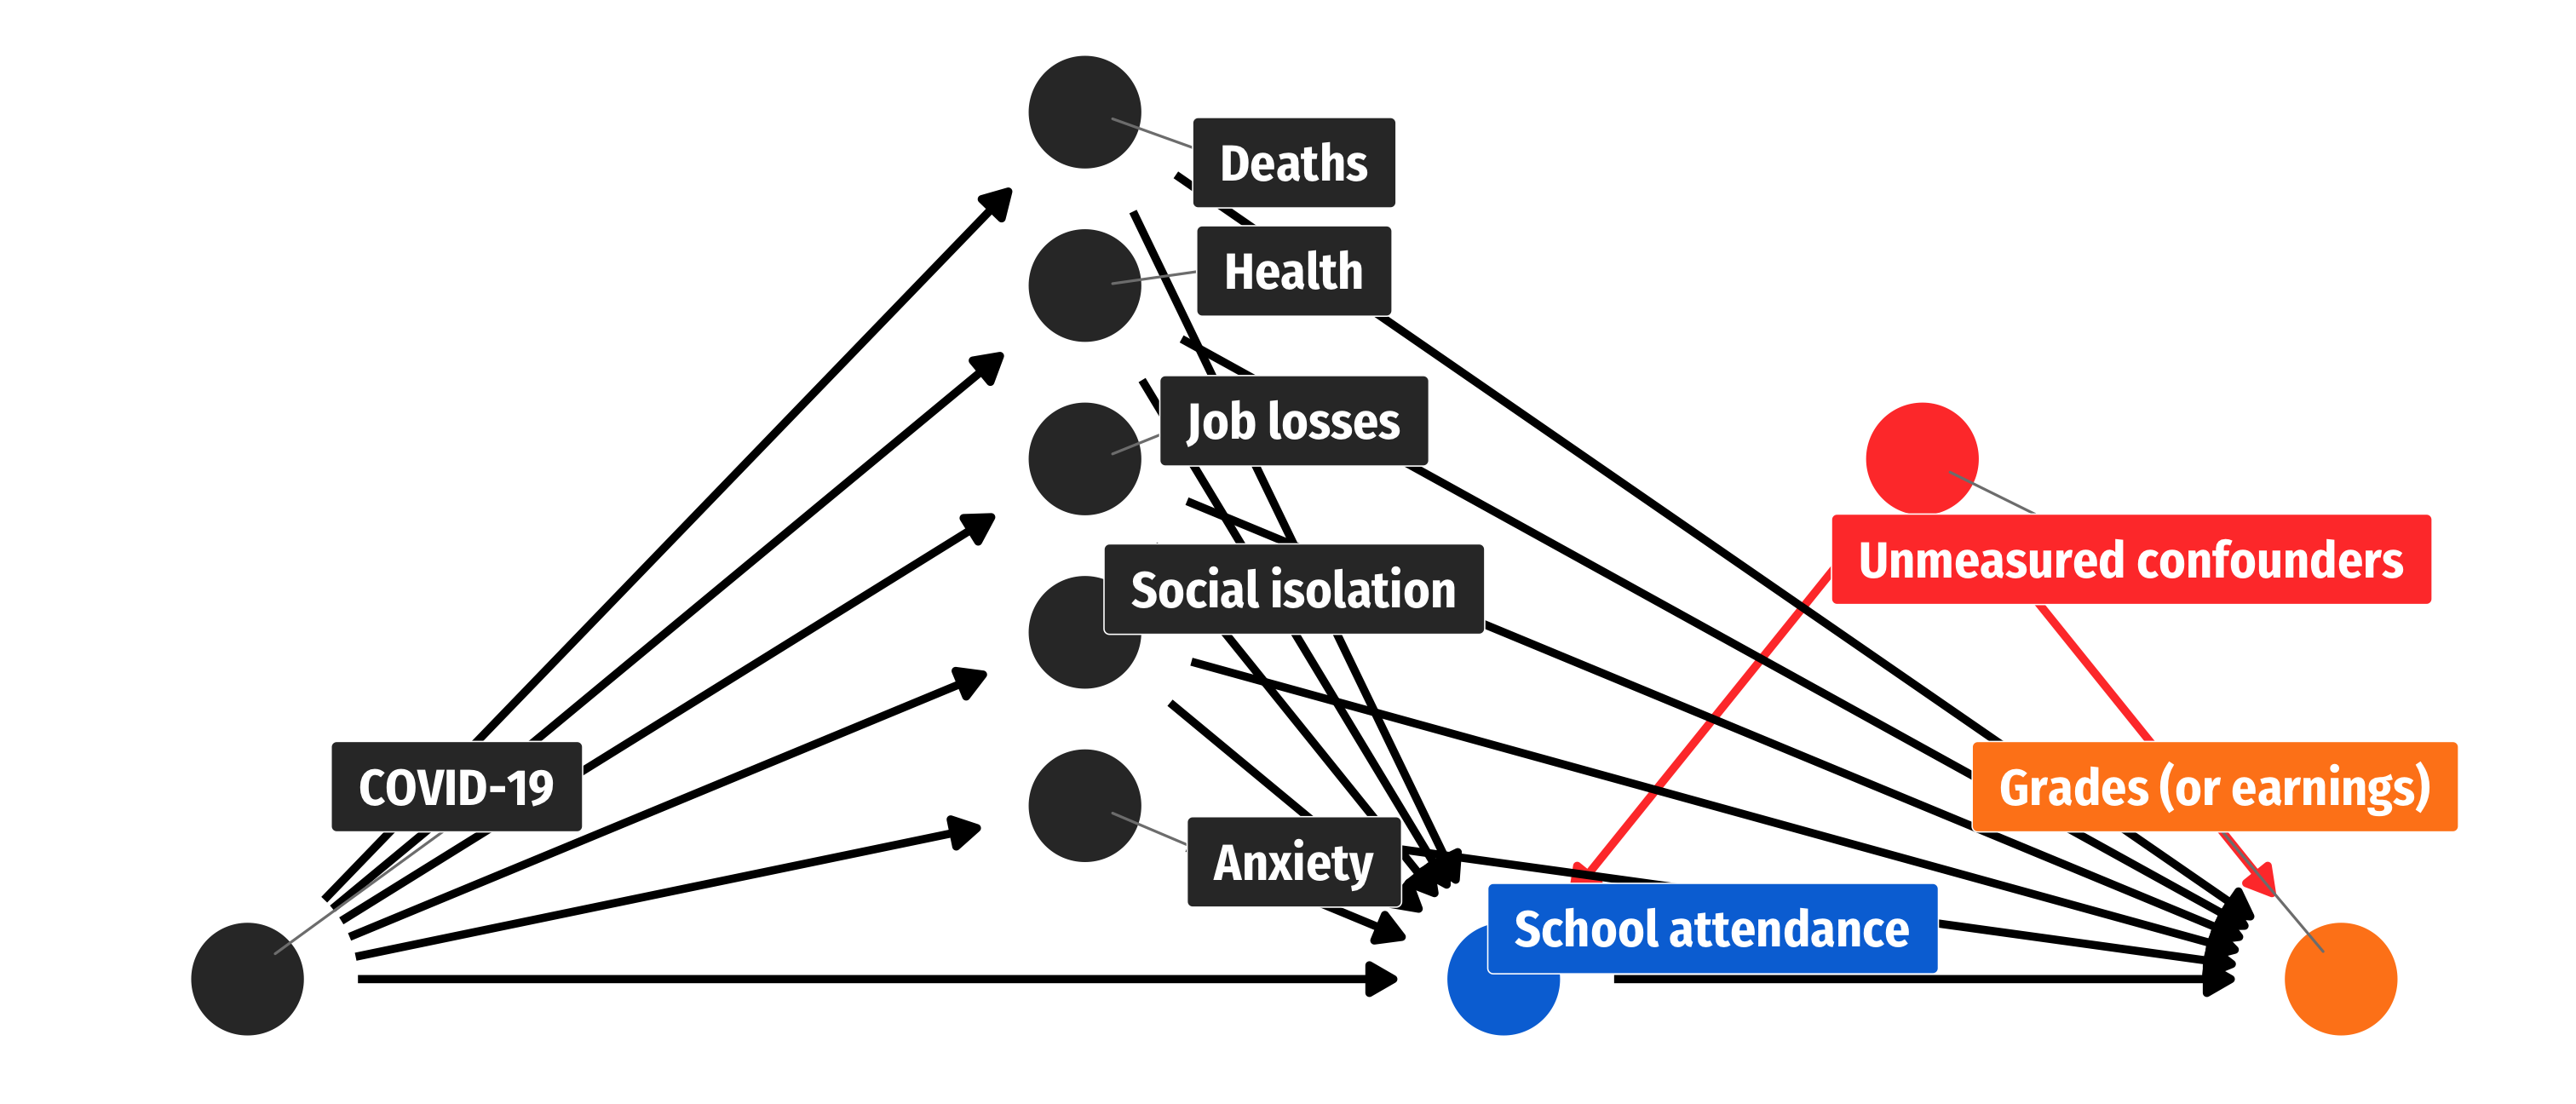 Deaths
Health
Job losses
Social isolation
Unmeasured confounders
COVID-19
Grades (or earnings)
Anxiety
School attendance